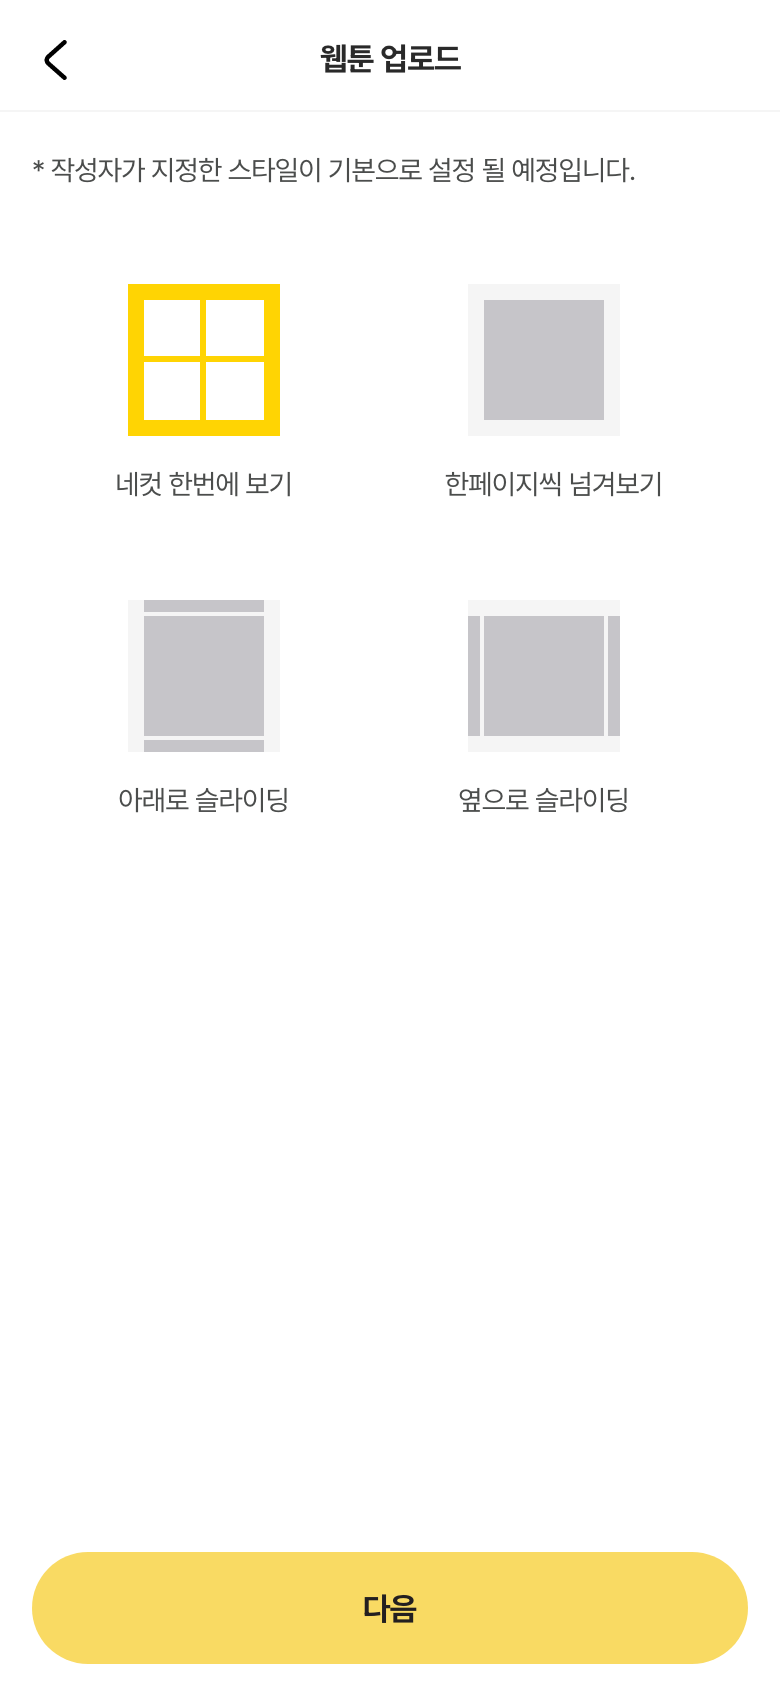 웹툰 업로드
* 작성자가 지정한 스타일이 기본으로 설정 될 예정입니다.
네컷 한번에 보기
한페이지씩 넘겨보기
아래로 슬라이딩
옆으로 슬라이딩
다음